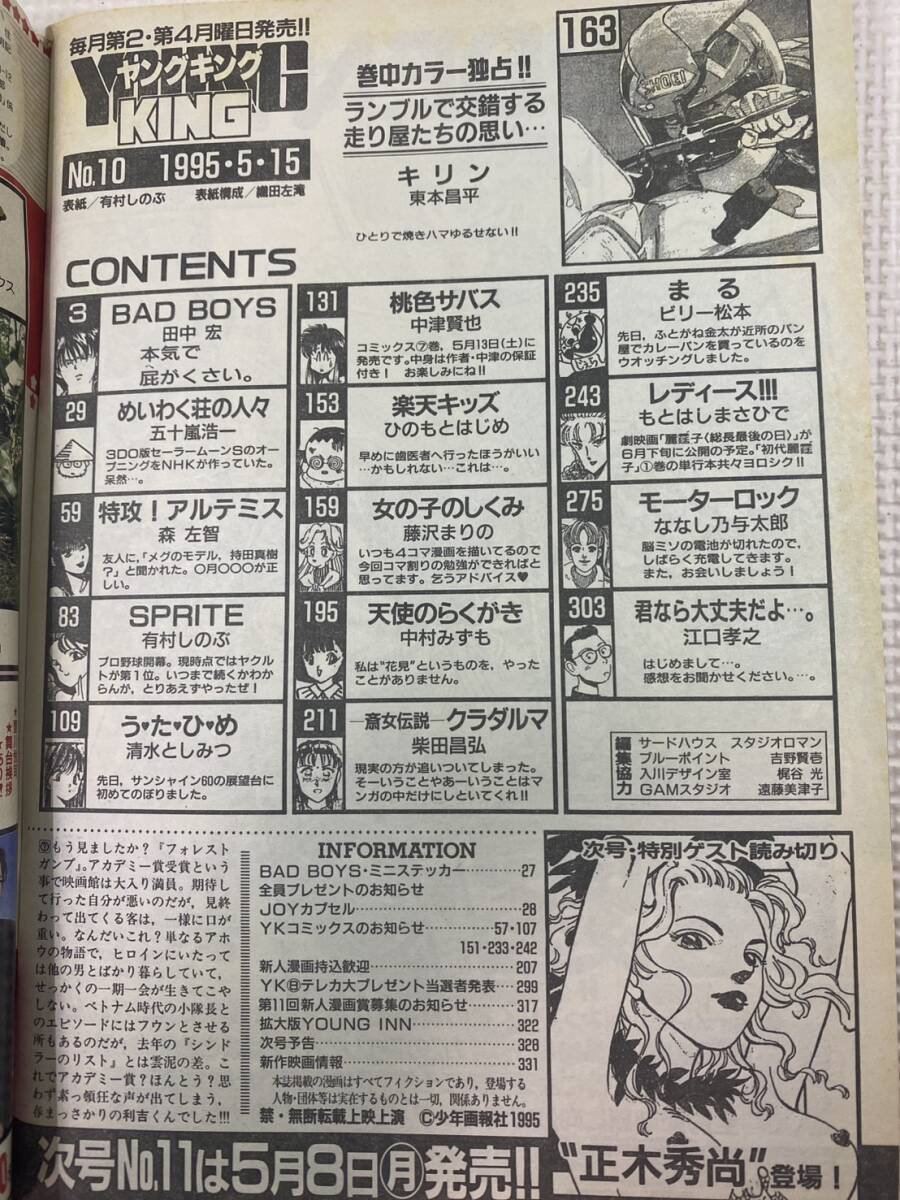 毎月第2・第4月曜日発売!!
YOUNG
ヤングキング
KING
No.10 1995・5・15
表紙/有村しのぶ 表紙構成/織田左滝
巻中カラー独占!!
ランブルで交錯する
走り屋たちの思い…
キリン
東本昌平
ひとりで焼きハマゆるせない!!
163
SHOEI
CONTENTS
3
BAD BOYS
田中 宏
本気で
屁がくさい。
29
めいわく荘の人々
五十嵐浩一
3DO版セーラームーンSのオー
プニングをNHKが作っていた。
呆然…。
59
特攻!アルテミス
森 左智
友人に,「メグのモデル,持田真樹
?」と聞かれた。〇月〇〇〇が正
しい。
83
SPRITE
有村しのぶ
プロ野球開幕。現時点ではヤクル
トが第1位。いつまで続くかわか
らんが、とりあえずやったぜ!
109
う♥た♥ひ♥め
清水としみつ
先日,サンシャイン60の展望台に
初めてのぼりました。
131
桃色サバス
中津賢也
コミックス⑦巻,5月13日(土)に
発売です。中身は作者・中津の保証
付き! お楽しみにね!!
153
楽天キッズ
ひのもとはじめ
早めに歯医者へ行ったほうがいい
…かもしれない…これは…。
159
女の子のしくみ
藤沢まりの
いつも4コマ漫画を描いてるので
今回コマ割りの勉強ができればと
思ってます。乞うアドバイス♥
195
天使のらくがき
中村みずも
私は“花見”というものを,やった
ことがありません。
211
―斎女伝説―クラダルマ
柴田昌弘
現実の方が追いついてしまった。
そーいうことやあーいうことはマ
ンガの中だけにしといてくれ!!
235
まる
ビリー松本
先日,ふとがね金太が近所のパン
屋でカレーパンを買っているのを
ウオッチングしました。
243
レディース!!!
もとはしまさひで
劇映画「麗霆子〈総長最後の日〉」が
6月下旬に公開の予定。「初代麗霆
子」①巻の単行本共々ヨロシク!!
275
モーターロック
ななし乃与太郎
脳ミソの電池が切れたので,
しばらく充電してきます。
また,お会いしましょう!
303
君なら大丈夫だよ…。
江口孝之
はじめまして…。
感想をお聞かせください。…。
編集協力
サードハウス スタジオロマン
ブルーポイント 吉野賢壱
入川デザイン室 梶谷 光
GAMスタジオ 遠藤美津子
もう見ましたか?『フォレスト
ガンプ』。アカデミー賞受賞という
事で映画館は大入り満員。期待し
て行った自分が悪いのだが,見終
わって出てくる客は,一様に口が
重い。なんだいこれ?単なるアホ
ウの物語で,ヒロインにいたって
は他の男とばかり暮らしていて,
せっかくの一期一会が生きてこや
しない。ベトナム時代の小隊長と
のエピソードにはフウンとさせる
所もあるのだが,去年の『シンド
ラーのリスト』とは雲泥の差。こ
れでアカデミー賞?ほんとう?思
わず素っ頓狂な声が出てしまう,
春まっさかりの利吉くんでした!!!
INFORMATION
BAD BOYS・ミニステッカー……27
全員プレゼントのお知らせ
JOYカプセル……28
YKコミックスのお知らせ……57・107
151・233・242
新人漫画持込歓迎……207
YK⑧テレカ大プレゼント当選者発表…299
第11回新人漫画賞募集のお知らせ……317
拡大版YOUNG INN……322
次号予告……328
新作映画情報……331
本誌掲載の漫画はすべてフィクションであり,登場する
人物・団体等は実在するものとは一切,関係ありません。
禁・無断転載上映上演 ©少年画報社1995
次号・特別ゲスト読み切り
次号No.11は5月8日㊊発売!!
“正木秀尚”登場!